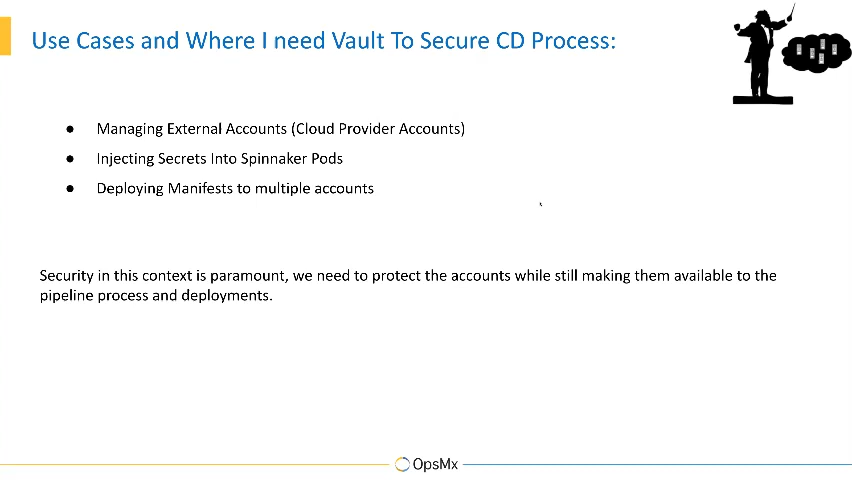 Use Cases and Where I need Vault To Secure CD Process:
● Managing External Accounts (Cloud Provider Accounts)
● Injecting Secrets Into Spinnaker Pods
● Deploying Manifests to multiple accounts
Security in this context is paramount, we need to protect the accounts while still making them available to the
pipeline process and deployments.
OpsMx